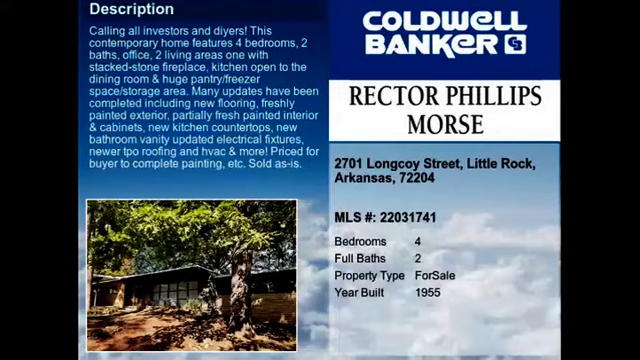 Description
Calling all investors and diyers! This
contemporary home features 4 bedrooms, 2
baths, office, 2 living areas one with
stacked-stone fireplace, kitchen open to the
dining room & huge pantry/freezer
space/storage area. Many updates have been
completed including new flooring, freshly
painted exterior, partially fresh painted interior
& cabinets, new kitchen countertops, new
bathroom vanity updated electrical fixtures,
newer tpo roofing and hvac & more! Priced for
buyer to complete painting, etc. Sold as-is.
COLDWELL
BANKER CB
RECTOR PHILLIPS
MORSE
2701 Longcoy Street, Little Rock,
Arkansas, 72204
MLS #: 22031741
Bedrooms 4
Full Baths 2
Property Type ForSale
Year Built 1955